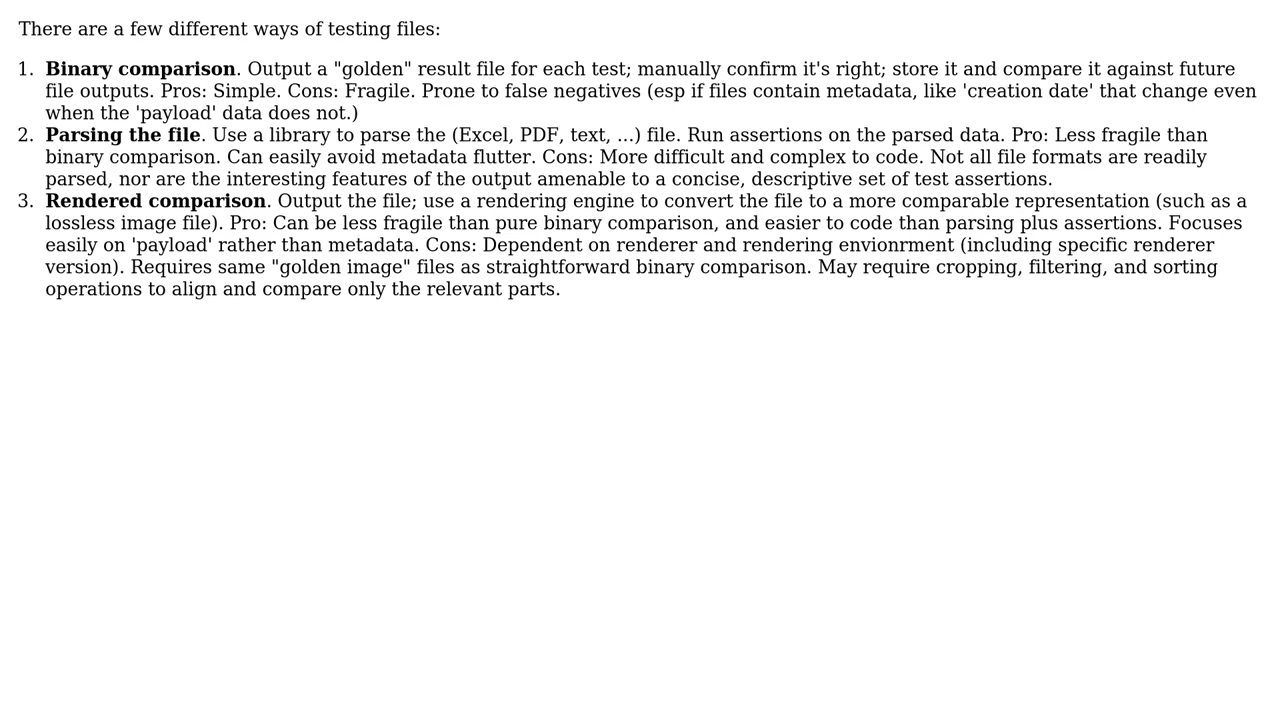 There are a few different ways of testing files:
1. Binary comparison. Output a "golden" result file for each test; manually confirm it's right; store it and compare it against future
file outputs. Pros: Simple. Cons: Fragile. Prone to false negatives (esp if files contain metadata, like 'creation date' that change even
when the 'payload' data does not.)
2. Parsing the file. Use a library to parse the (Excel, PDF, text, ...) file. Run assertions on the parsed data. Pro: Less fragile than
binary comparison. Can easily avoid metadata flutter. Cons: More difficult and complex to code. Not all file formats are readily
parsed, nor are the interesting features of the output amenable to a concise, descriptive set of test assertions.
3. Rendered comparison. Output the file; use a rendering engine to convert the file to a more comparable representation (such as a
lossless image file). Pro: Can be less fragile than pure binary comparison, and easier to code than parsing plus assertions. Focuses
easily on 'payload' rather than metadata. Cons: Dependent on renderer and rendering envionrment (including specific renderer
version). Requires same "golden image" files as straightforward binary comparison. May require cropping, filtering, and sorting
operations to align and compare only the relevant parts.